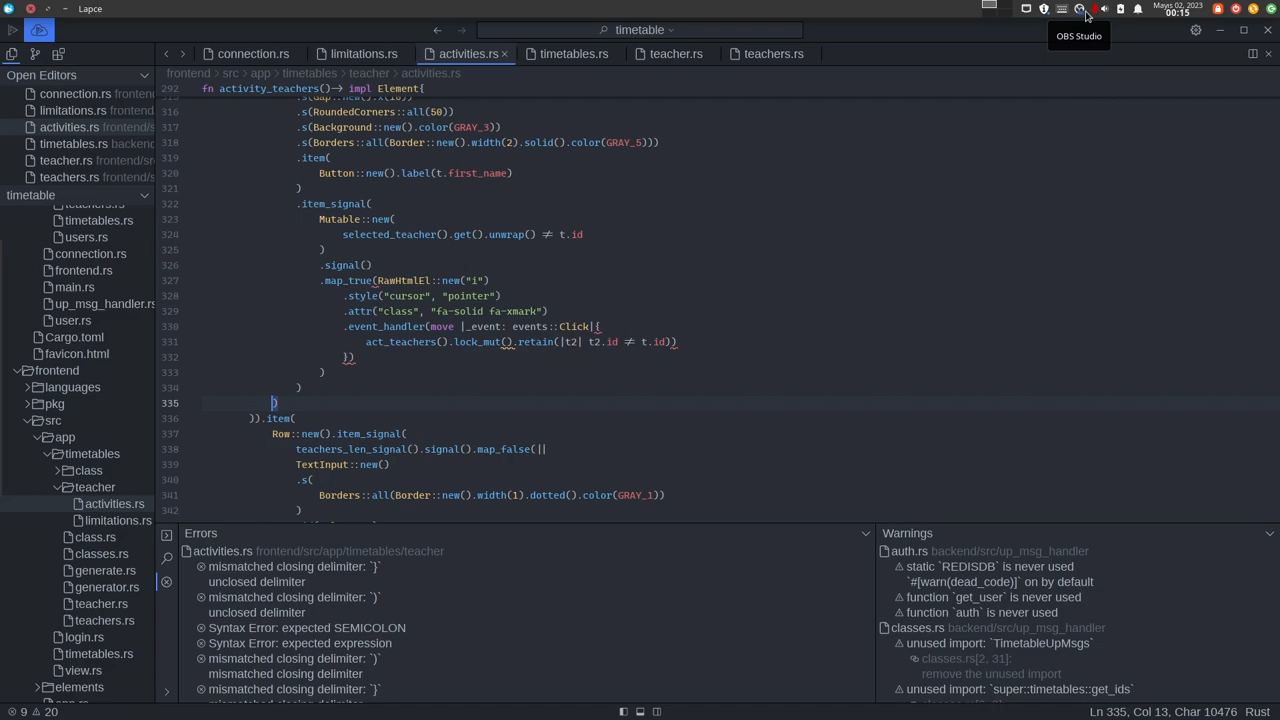 Lapce
Mayıs 02, 2023
00:15
timetable
OBS Studio
connection.rs
limitations.rs
activities.rs
timetables.rs
teacher.rs
teachers.rs
frontend > src > app > timetables > teacher > activities.rs
Open Editors
connection.rs frontend
limitations.rs fronten
activities.rs frontend/s
timetables.rs backend
teacher.rs frontend/src
teachers.rs frontend/s
timetable
teachers.rs
timetables.rs
users.rs
connection.rs
frontend.rs
main.rs
up_msg_handler.rs
user.rs
Cargo.toml
favicon.html
frontend
languages
pkg
src
app
timetables
class
teacher
activities.rs
limitations.rs
class.rs
classes.rs
generate.rs
generator.rs
teacher.rs
teachers.rs
login.rs
timetables.rs
view.rs
elements
292 fn activity_teachers()-> impl Element{
315 .s(Gap::new().x(10))
316 .s(RoundedCorners::all(50))
317 .s(Background::new().color(GRAY_3))
318 .s(Borders::all(Border::new().width(2).solid().color(GRAY_5)))
319 .item(
320 Button::new().label(t.first_name)
321 )
322 .item_signal(
323 Mutable::new(
324 selected_teacher().get().unwrap() != t.id
325 )
326 .signal()
327 .map_true(RawHtmlEl::new("i")
328 .style("cursor", "pointer")
329 .attr("class", "fa-solid fa-xmark")
330 .event_handler(move |_event: events::Click|{
331 act_teachers().lock_mut().retain(|t2| t2.id != t.id))
332 })
333 )
334 )
335 )
336 )).item(
337 Row::new().item_signal(
338 teachers_len_signal().signal().map_false(||
339 TextInput::new()
340 .s(
341 Borders::all(Border::new().width(1).dotted().color(GRAY_1))
342 )
Errors
activities.rs frontend/src/app/timetables/teacher
mismatched closing delimiter: `}`
unclosed delimiter
mismatched closing delimiter: `)`
unclosed delimiter
Syntax Error: expected SEMICOLON
Syntax Error: expected expression
mismatched closing delimiter: `)`
mismatched closing delimiter
mismatched closing delimiter: `}`
Warnings
auth.rs backend/src/up_msg_handler
static `REDISDB` is never used
`#[warn(dead_code)]` on by default
function `get_user` is never used
function `auth` is never used
classes.rs backend/src/up_msg_handler
unused import: `TimetableUpMsgs`
classes.rs[2, 31]:
remove the unused import
unused import: `super::timetables::get_ids`
9 20
Ln 335, Col 13, Char 10476 Rust